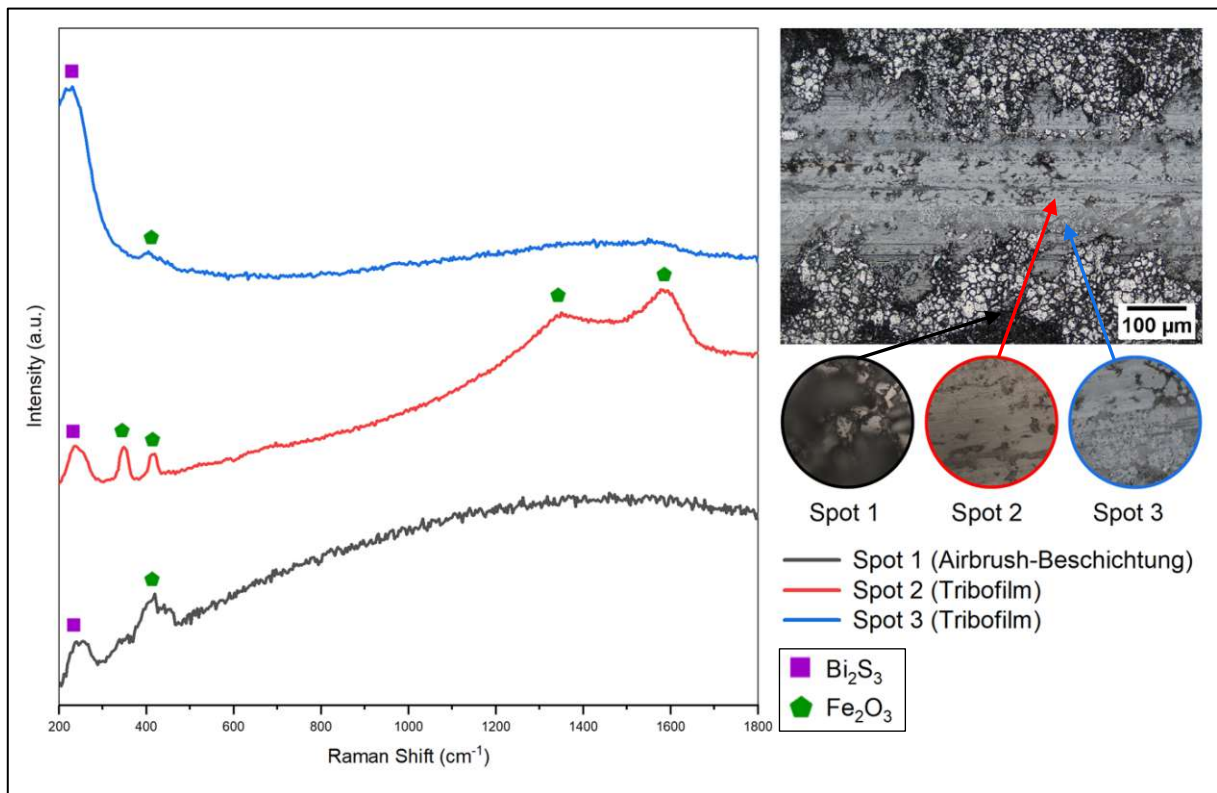 Intensity (a.u.)
200
400
600
800
1000
1200
1400
1600
1800
Raman Shift (cm⁻¹)
100 µm
Spot 1
Spot 2
Spot 3
Spot 1 (Airbrush-Beschichtung)
Spot 2 (Tribofilm)
Spot 3 (Tribofilm)
Bi₂S₃
Fe₂O₃